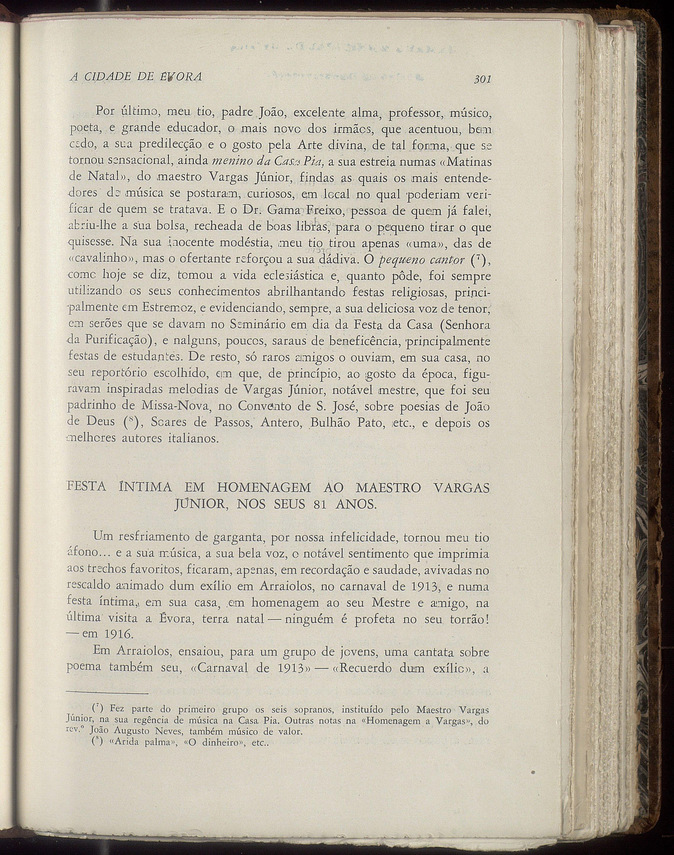 A CIDADE DE ÉVORA 301
Por último, meu tio, padre João, excelente alma, professor, músico,
poeta, e grande educador, o mais novo dos irmãos, que acentuou, bem
cedo, a sua predilecção e o gosto pela Arte divina, de tal forma, que se
tornou sensacional, ainda menino da Casa Pia, a sua estreia numas «Matinas
de Natal», do maestro Vargas Júnior, findas as quais os mais entende-
dores de música se postaram, curiosos, em local no qual poderiam veri-
ficar de quem se tratava. E o Dr. Gama Freixo, pessoa de quem já falei,
abriu-lhe a sua bolsa, recheada de boas libras, para o pequeno tirar o que
quisesse. Na sua inocente modéstia, meu tio tirou apenas «uma», das de
«cavalinho», mas o ofertante reforçou a sua dádiva. O pequeno cantor (7),
como hoje se diz, tomou a vida eclesiástica e, quanto pôde, foi sempre
utilizando os seus conhecimentos abrilhantando festas religiosas, princi-
palmente em Estremoz, e evidenciando, sempre, a sua deliciosa voz de tenor,
em serões que se davam no Seminário em dia da Festa da Casa (Senhora
da Purificação), e nalguns, poucos, saraus de beneficência, principalmente
festas de estudantes. De resto, só raros amigos o ouviam, em sua casa, no
seu reportório escolhido, em que, de princípio, ao gosto da época, figu-
ravam inspiradas melodias de Vargas Júnior, notável mestre, que foi seu
padrinho de Missa-Nova, no Convento de S. José, sobre poesias de João
de Deus (8), Soares de Passos, Antero, Bulhão Pato, etc., e depois os
melhores autores italianos.
FESTA ÍNTIMA EM HOMENAGEM AO MAESTRO VARGAS
JÚNIOR, NOS SEUS 81 ANOS.
Um resfriamento de garganta, por nossa infelicidade, tornou meu tio
áfono... e a sua música, a sua bela voz, o notável sentimento que imprimia
aos trechos favoritos, ficaram, apenas, em recordação e saudade, avivadas no
rescaldo animado dum exílio em Arraiolos, no carnaval de 1913, e numa
festa íntima, em sua casa, em homenagem ao seu Mestre e amigo, na
última visita a Évora, terra natal — ninguém é profeta no seu torrão!
— em 1916.
Em Arraiolos, ensaiou, para um grupo de jovens, uma cantata sobre
poema também seu, «Carnaval de 1913» — «Recuerdo dum exílio», a
(7) Fez parte do primeiro grupo os seis sopranos, instituído pelo Maestro Vargas
Júnior, na sua regência de música na Casa Pia. Outras notas na «Homenagem a Vargas», do
rev.º João Augusto Neves, também músico de valor.
(8) «Arida palma», «O dinheiro», etc..